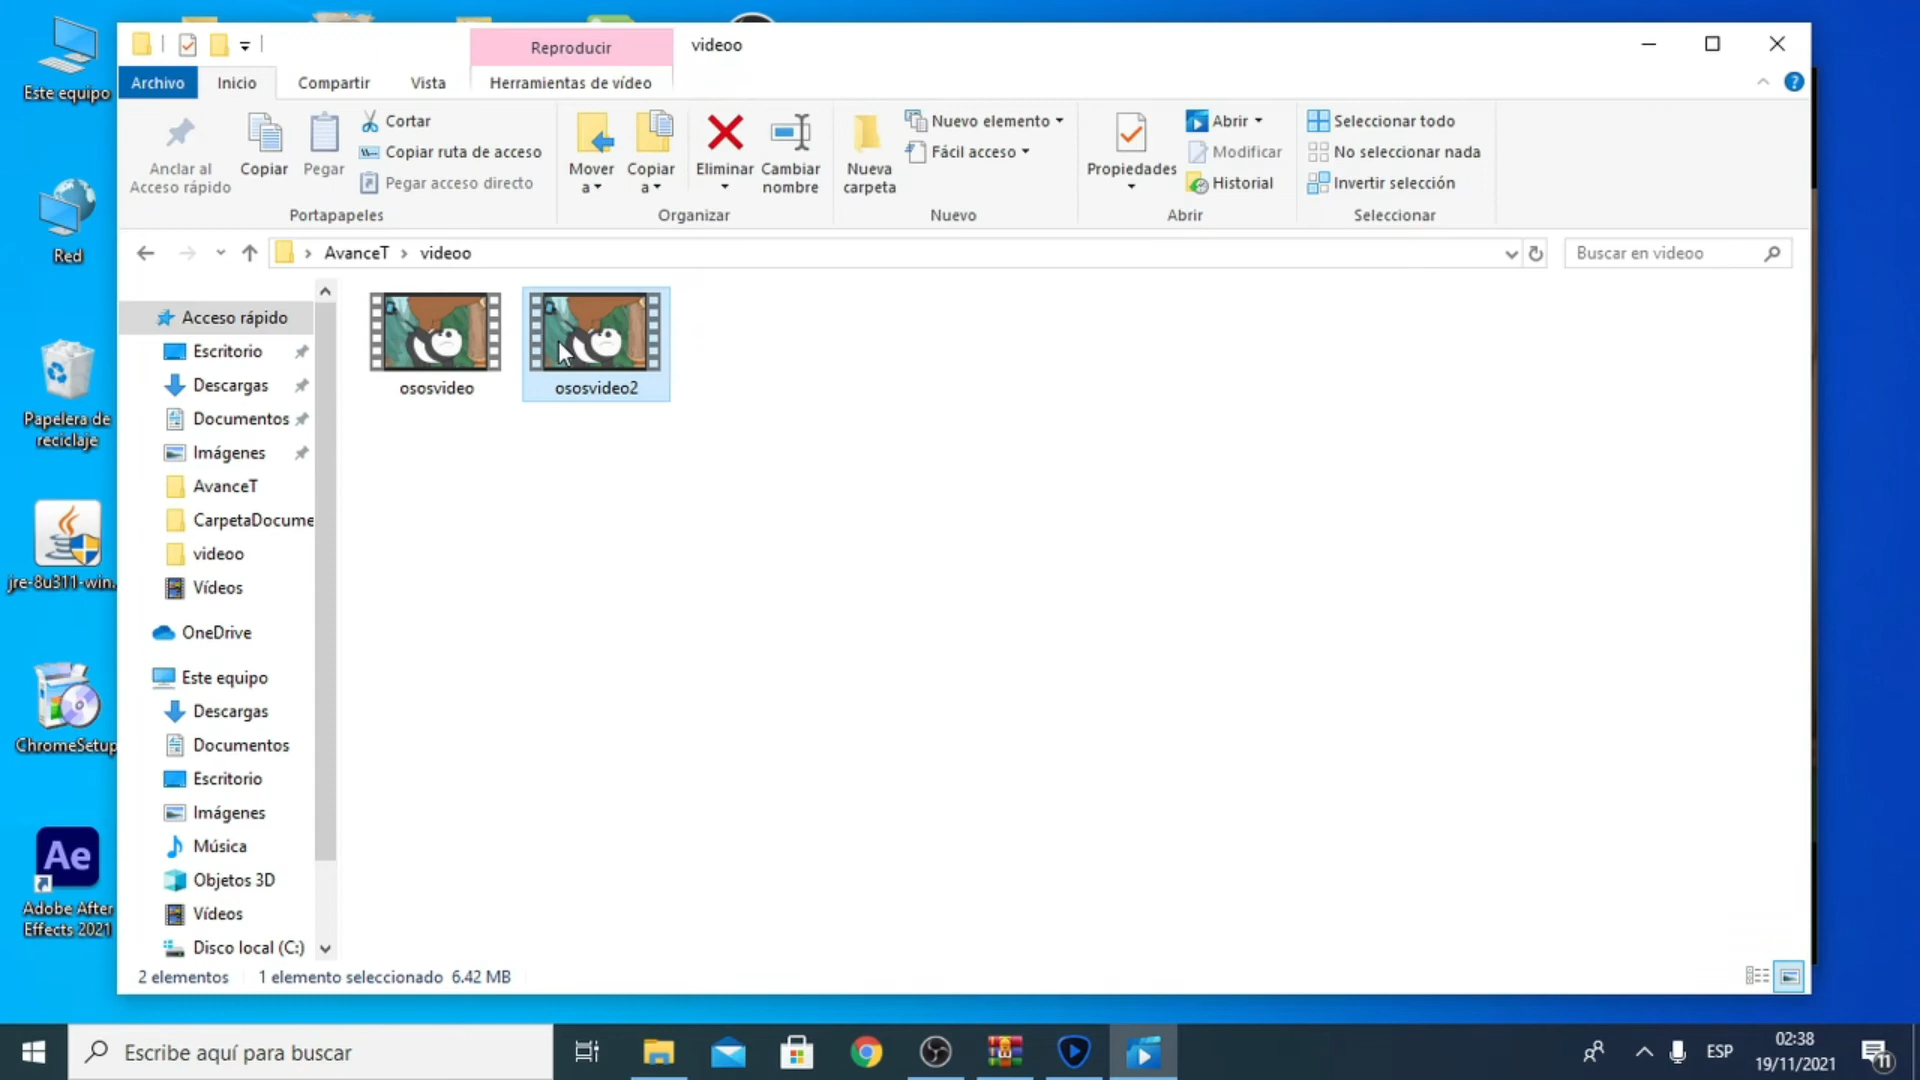 Reproducir
videoo
Archivo
Inicio
Compartir
Vista
Herramientas de vídeo
Anclar al
Acceso rápido
Copiar
Pegar
Cortar
Copiar ruta de acceso
Pegar acceso directo
Portapapeles
Mover
a
Copiar
a
Eliminar
Cambiar
nombre
Organizar
Nueva
carpeta
Nuevo elemento
Fácil acceso
Nuevo
Propiedades
Abrir
Modificar
Historial
Abrir
Seleccionar todo
No seleccionar nada
Invertir selección
Seleccionar
AvanceT > videoo
Buscar en videoo
Acceso rápido
Escritorio
Descargas
Documentos
Imágenes
AvanceT
CarpetaDocume
videoo
Vídeos
OneDrive
Este equipo
Descargas
Documentos
Escritorio
Imágenes
Música
Objetos 3D
Vídeos
Disco local (C:)
ososvideo
ososvideo2
2 elementos
1 elemento seleccionado 6.42 MB
Este equipo
Red
Papelera de
reciclaje
jre-8u311-win...
ChromeSetup
Ae
Adobe After
Effects 2021
Escribe aquí para buscar
ESP
02:38
19/11/2021
11